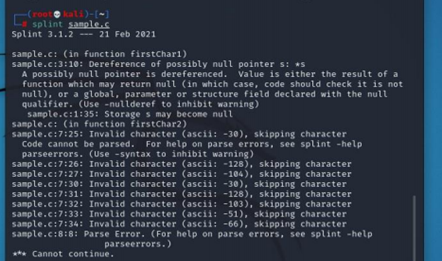 (root💀kali)-[~]
# splint sample.c
Splint 3.1.2 --- 21 Feb 2021
sample.c: (in function firstChar1)
sample.c:3:10: Dereference of possibly null pointer s: *s
A possibly null pointer is dereferenced. Value is either the result of a
function which may return null (in which case, code should check it is not
null), or a global, parameter or structure field declared with the null
qualifier. (Use -nullderef to inhibit warning)
sample.c:1:35: Storage s may become null
sample.c: (in function firstChar2)
sample.c:7:25: Invalid character (ascii: -30), skipping character
Code cannot be parsed. For help on parse errors, see splint -help
parseerrors. (Use -syntax to inhibit warning)
sample.c:7:26: Invalid character (ascii: -128), skipping character
sample.c:7:27: Invalid character (ascii: -104), skipping character
sample.c:7:30: Invalid character (ascii: -30), skipping character
sample.c:7:31: Invalid character (ascii: -128), skipping character
sample.c:7:32: Invalid character (ascii: -103), skipping character
sample.c:7:33: Invalid character (ascii: -51), skipping character
sample.c:7:34: Invalid character (ascii: -66), skipping character
sample.c:8:8: Parse Error. (For help on parse errors, see splint -help
parseerrors.)
*** Cannot continue.